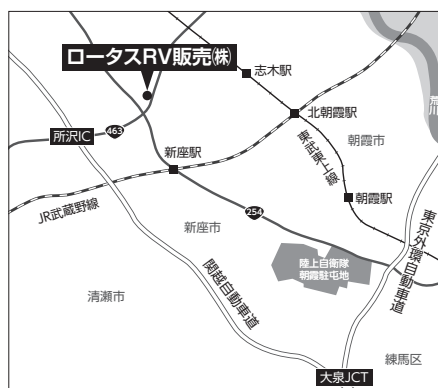 ロータスRV販売㈱
志木駅
北朝霞駅
所沢IC
463
朝霞市
東武東上線
新座駅
朝霞駅
JR武蔵野線
254
新座市
東京外環自動車道
陸上自衛隊
朝霞駐屯地
関越自動車道
清瀬市
練馬区
大泉JCT